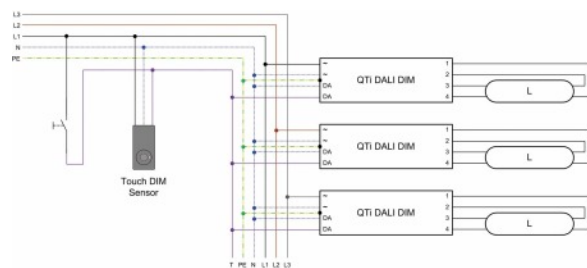 L3
L2
L1
N
PE
~
~
DA
DA
QTi DALI DIM
1
2
3
4
L
~
~
DA
DA
QTi DALI DIM
1
2
3
4
L
Touch DIM
Sensor
~
~
DA
DA
QTi DALI DIM
1
2
3
4
L
T PE N L1 L2 L3